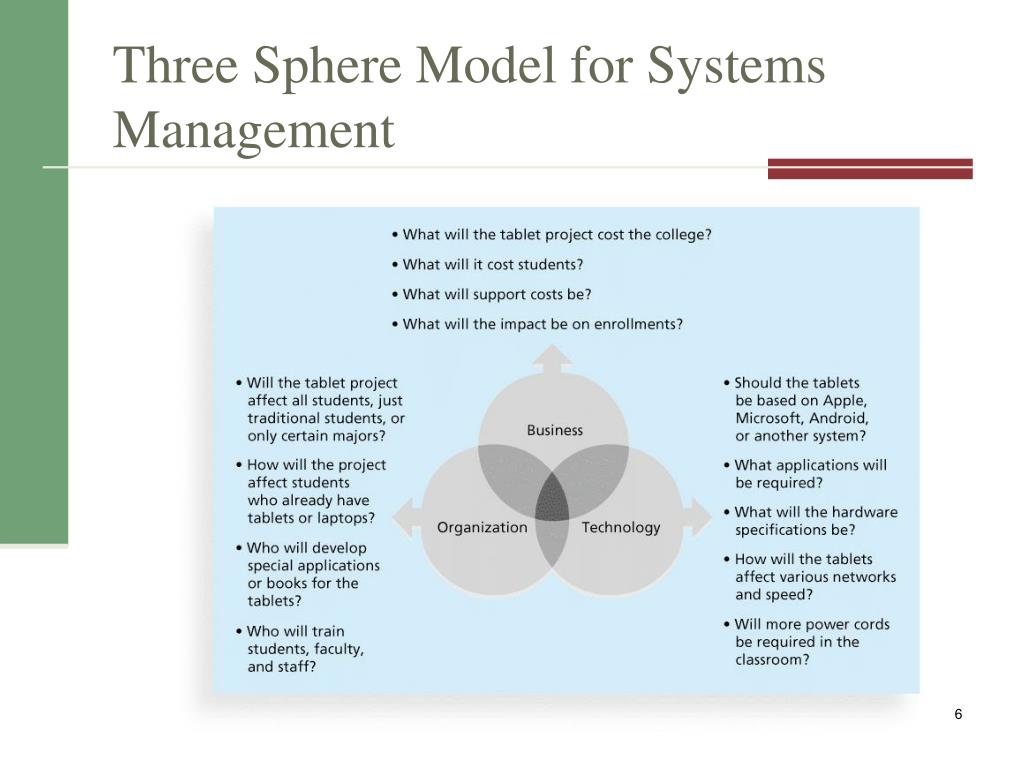 Three Sphere Model for Systems
Management
• What will the tablet project cost the college?
• What will it cost students?
• What will support costs be?
• What will the impact be on enrollments?
• Will the tablet project
affect all students, just
traditional students, or
only certain majors?
• How will the project
affect students
who already have
tablets or laptops?
• Who will develop
special applications
or books for the
tablets?
• Who will train
students, faculty,
and staff?
Business
Organization
Technology
• Should the tablets
be based on Apple,
Microsoft, Android,
or another system?
• What applications will
be required?
• What will the hardware
specifications be?
• How will the tablets
affect various networks
and speed?
• Will more power cords
be required in the
classroom?
6